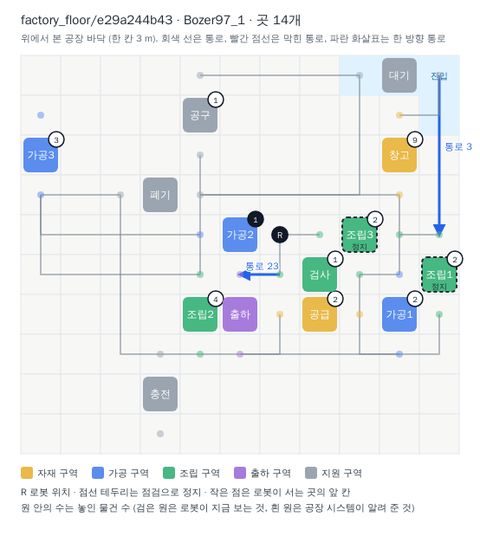 factory_floor/e29a244b43 · Bozer97_1 · 곳 14개
위에서 본 공장 바닥 (한 칸 3 m). 회색 선은 통로, 빨간 점선은 막힌 통로, 파란 화살표는 한 방향 통로
대기
진입
1
공구
3
가공3
9
창고
통로 3
폐기
1
가공2
R
2
조립3
정지
통로 23
1
검사
2
조립1
정지
4
조립2
출하
2
공급
2
가공1
충전
자재 구역
가공 구역
조립 구역
출하 구역
지원 구역
R 로봇 위치 · 점선 테두리는 점검으로 정지 · 작은 점은 로봇이 서는 곳의 앞 칸
원 안의 수는 놓인 물건 수 (검은 원은 로봇이 지금 보는 것, 흰 원은 공장 시스템이 알려 준 것)